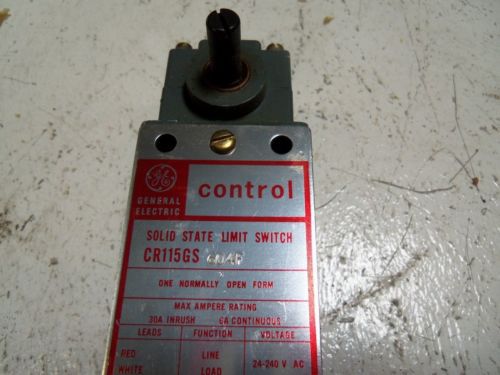 GE
GENERAL
ELECTRIC
control
SOLID STATE LIMIT SWITCH
CR115GS
ONE NORMALLY OPEN FORM
MAX AMPERE RATING
30A INRUSH 6A CONTINUOUS
LEADS FUNCTION VOLTAGE
RED LINE 24-240 V AC
WHITE LOAD